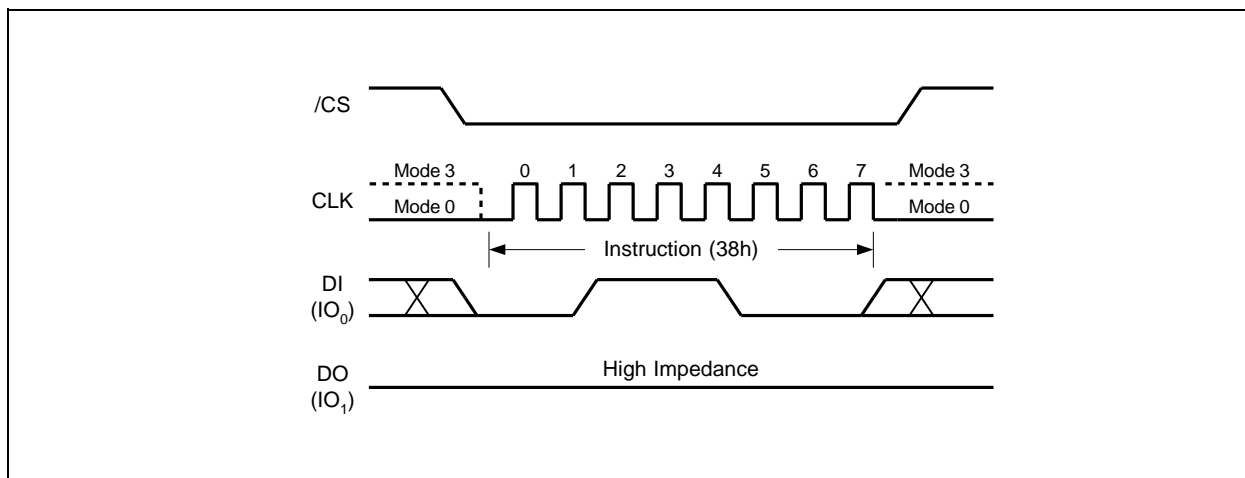 /CS
Mode 3 0 1 2 3 4 5 6 7 Mode 3
CLK
Mode 0 Mode 0
Instruction (38h)
DI
(IO0)
High Impedance
DO
(IO1)